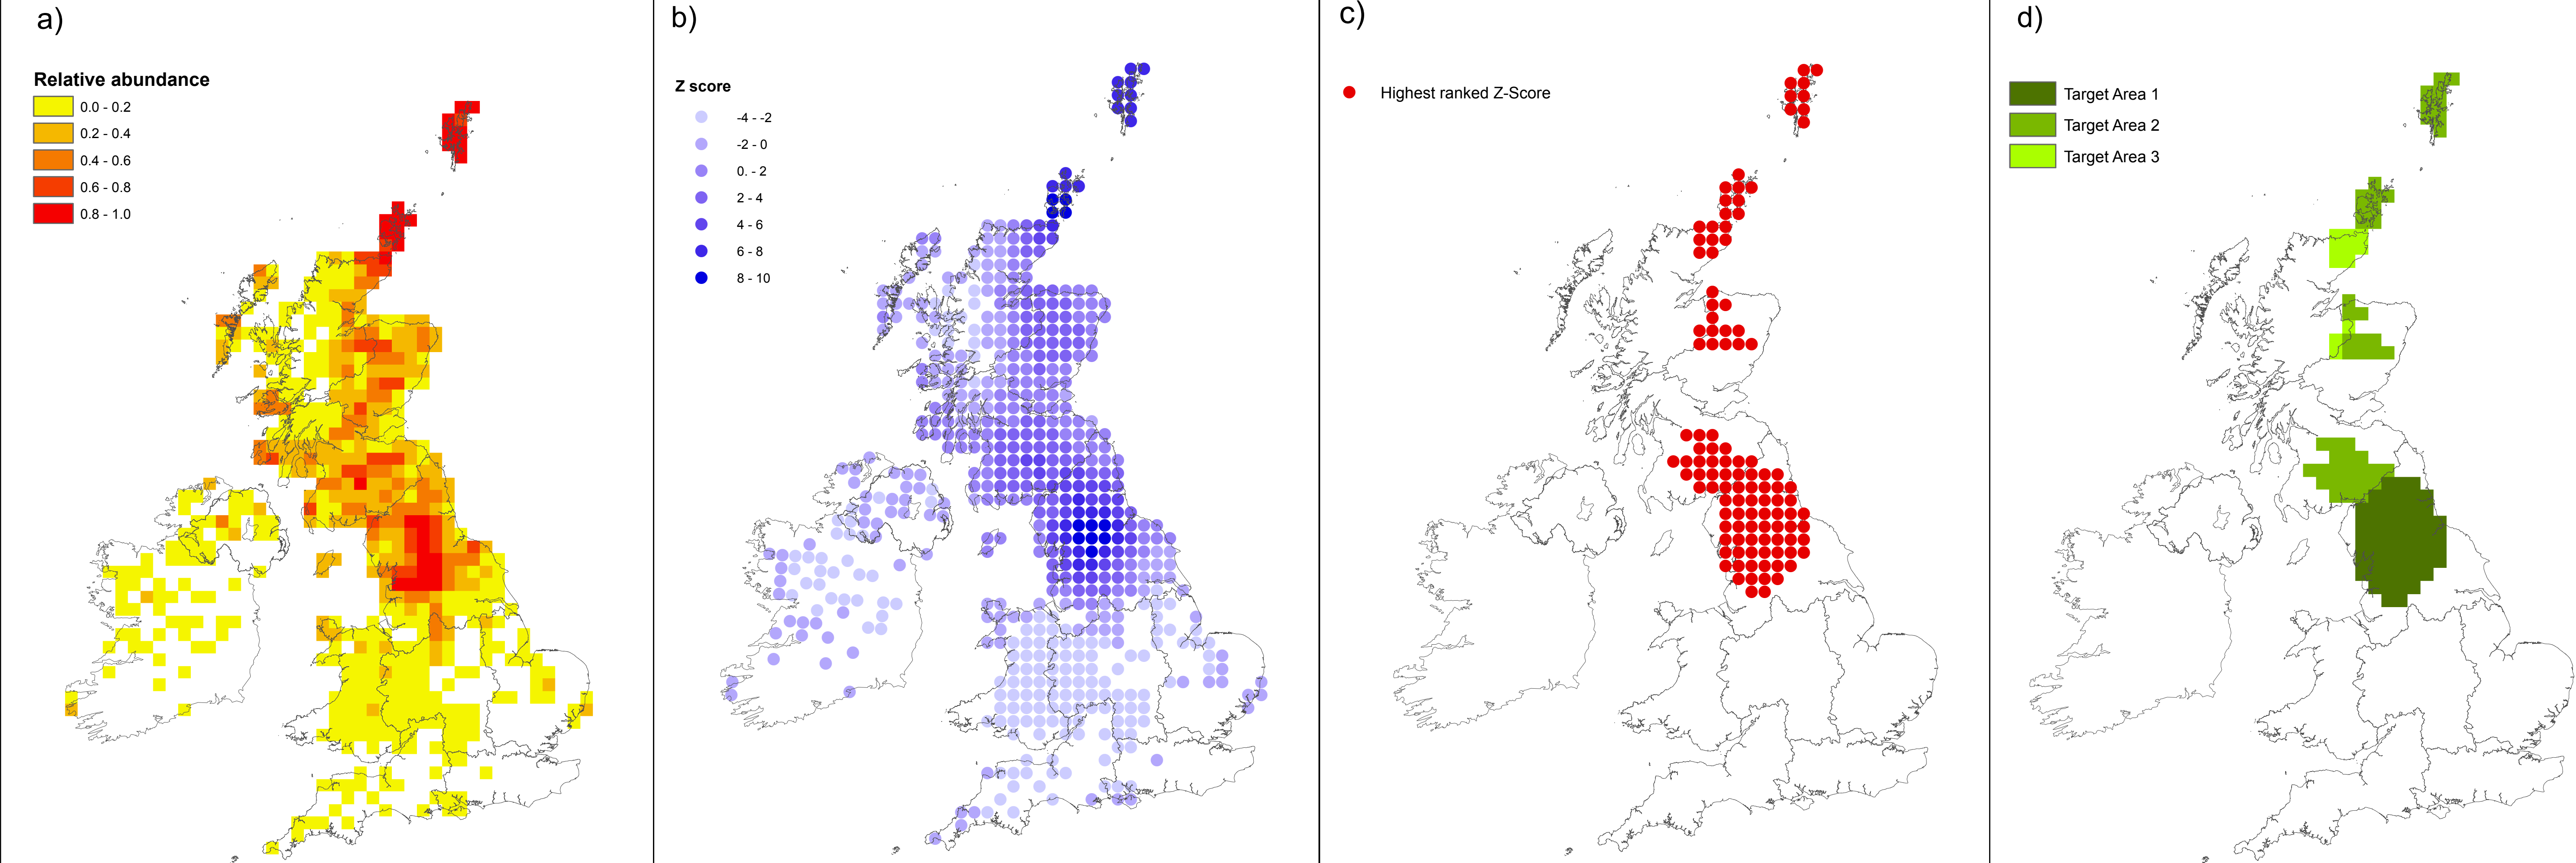 a)
Relative abundance
0.0 - 0.2
0.2 - 0.4
0.4 - 0.6
0.6 - 0.8
0.8 - 1.0
b)
Z score
-4 - -2
-2 - 0
0. - 2
2 - 4
4 - 6
6 - 8
8 - 10
c)
Highest ranked Z-Score
d)
Target Area 1
Target Area 2
Target Area 3